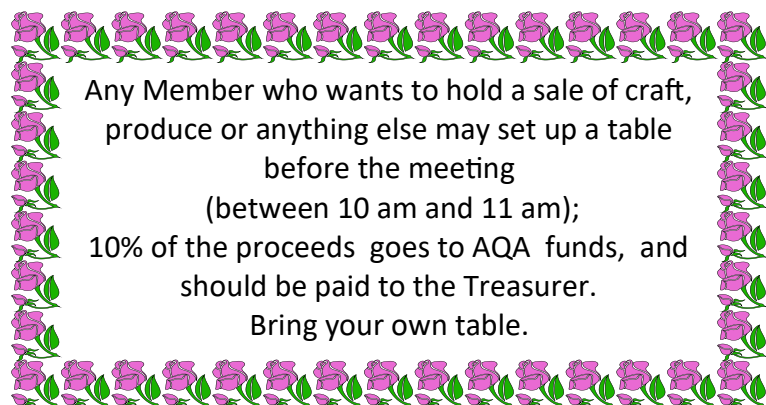 Any Member who wants to hold a sale of craft,
produce or anything else may set up a table
before the meeting
(between 10 am and 11 am);
10% of the proceeds  goes to AQA  funds,  and
should be paid to the Treasurer.
Bring your own table.